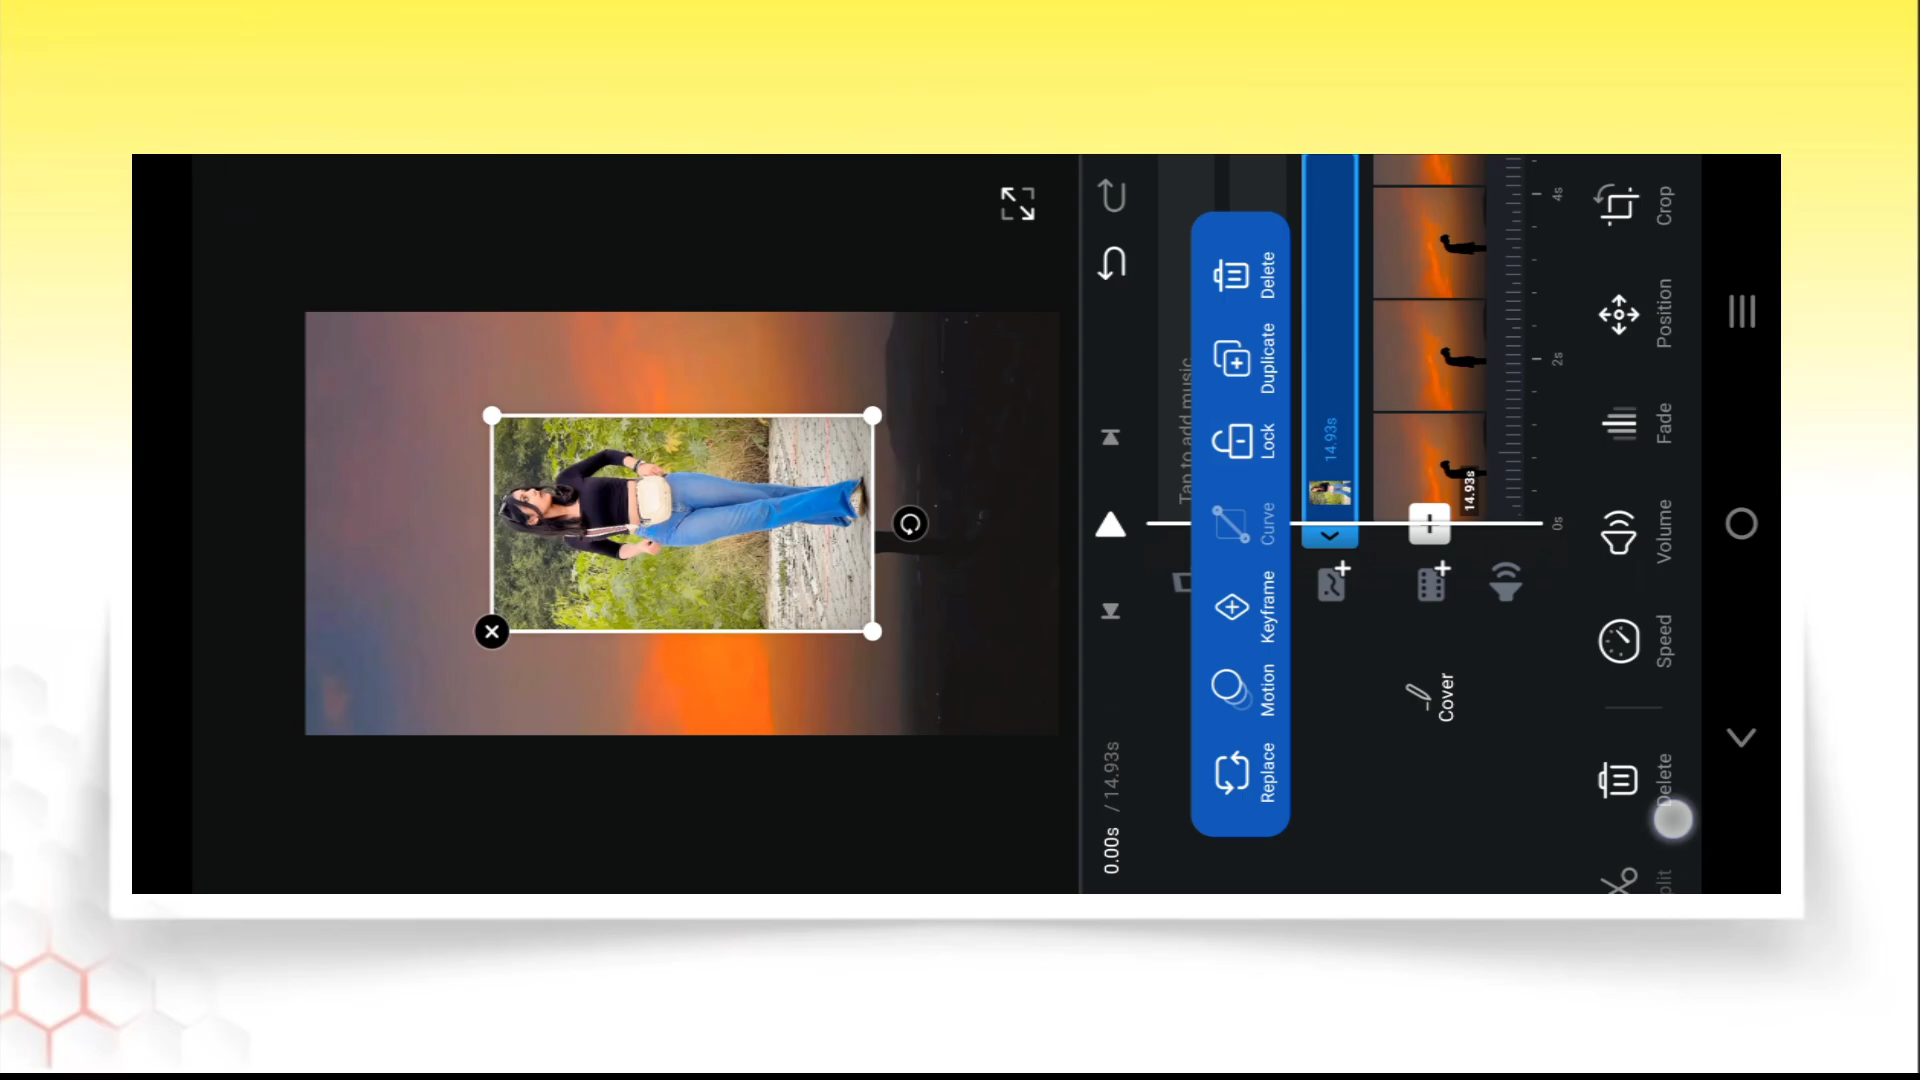 0.00s / 14.93s
Tap to add music
Replace
Motion
Keyframe
Curve
Lock
Duplicate
Delete
14.93s
Cover
14.93s
0s
2s
4s
Delete
Speed
Volume
Fade
Position
Crop